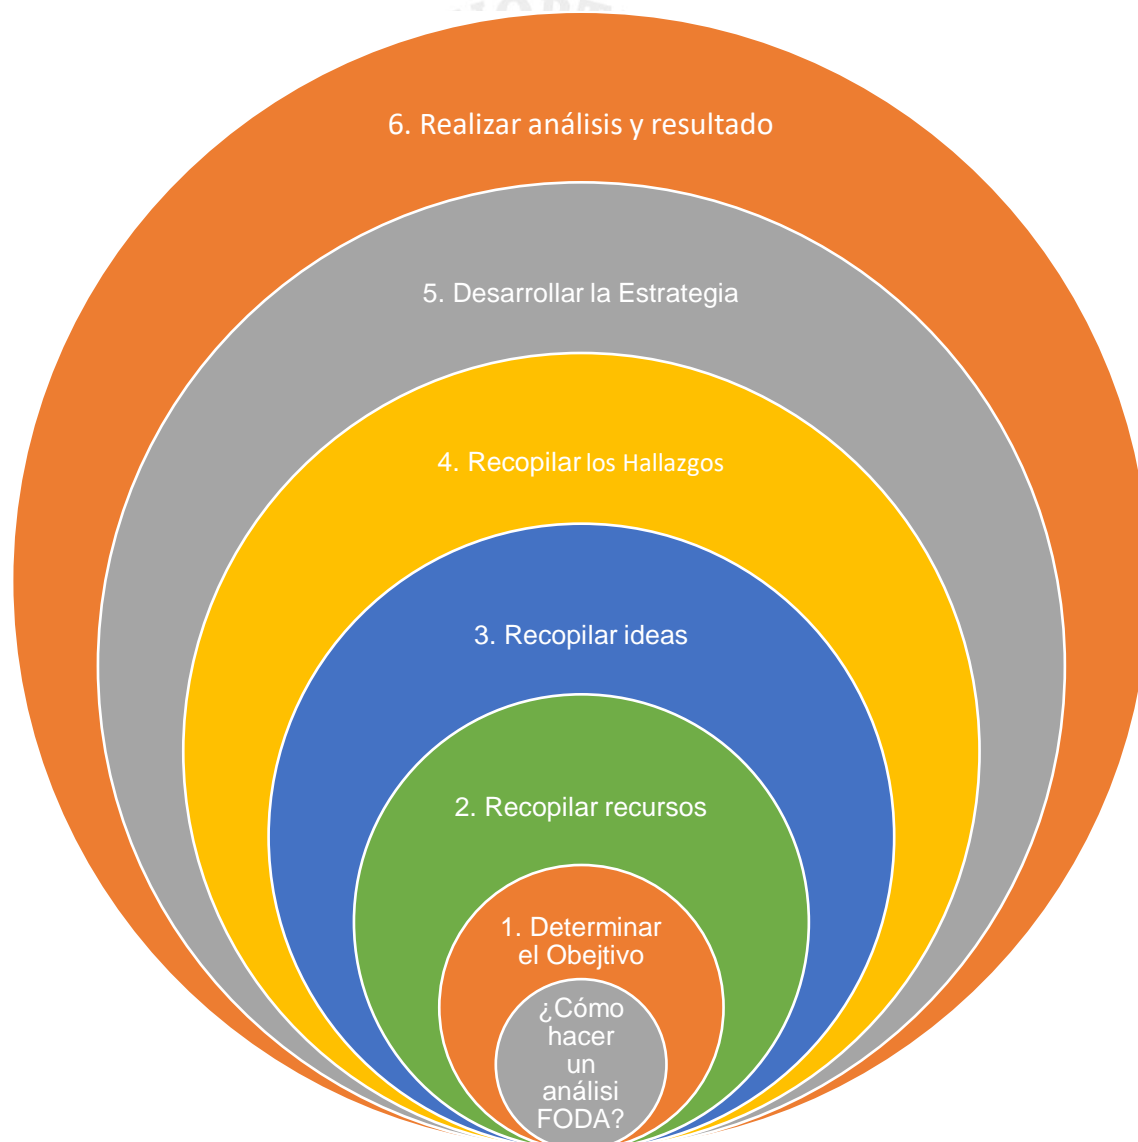 6. Realizar análisis y resultado
5. Desarrollar la Estrategia
4. Recopilar los Hallazgos
3. Recopilar ideas
2. Recopilar recursos
1. Determinar
el Obejtivo
¿Cómo
hacer
un
análisi
FODA?